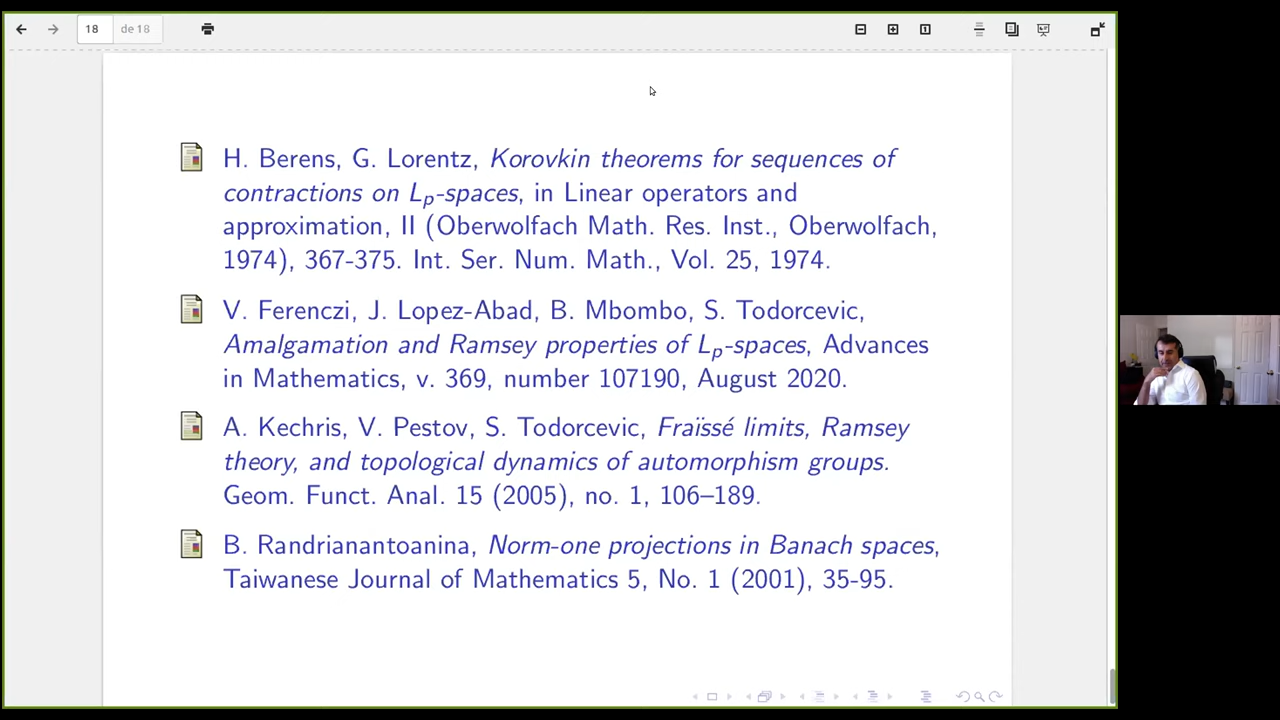 18 de 18
H. Berens, G. Lorentz, Korovkin theorems for sequences of
contractions on Lp-spaces, in Linear operators and
approximation, II (Oberwolfach Math. Res. Inst., Oberwolfach,
1974), 367-375. Int. Ser. Num. Math., Vol. 25, 1974.
V. Ferenczi, J. Lopez-Abad, B. Mbombo, S. Todorcevic,
Amalgamation and Ramsey properties of Lp-spaces, Advances
in Mathematics, v. 369, number 107190, August 2020.
A. Kechris, V. Pestov, S. Todorcevic, Fraïssé limits, Ramsey
theory, and topological dynamics of automorphism groups.
Geom. Funct. Anal. 15 (2005), no. 1, 106–189.
B. Randrianantoanina, Norm-one projections in Banach spaces,
Taiwanese Journal of Mathematics 5, No. 1 (2001), 35-95.